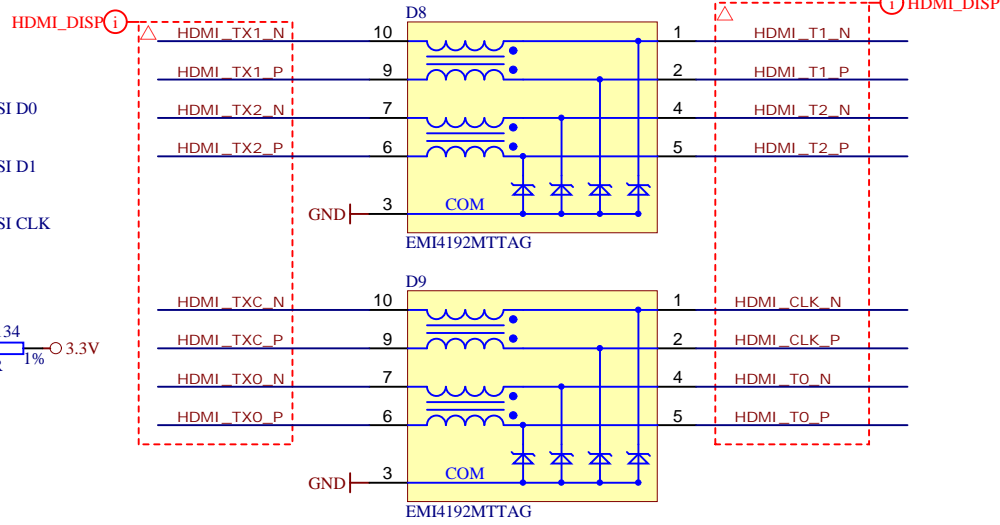 HDMI_DISP i
i HDMI_DISP
D8
HDMI_TX1_N 10 1 HDMI_T1_N
HDMI_TX1_P 9 2 HDMI_T1_P
HDMI_TX2_N 7 4 HDMI_T2_N
HDMI_TX2_P 6 5 HDMI_T2_P
GND 3 COM
EMI4192MTTAG
SI D0
SI D1
SI CLK
34
1% 3.3V
D9
HDMI_TXC_N 10 1 HDMI_CLK_N
HDMI_TXC_P 9 2 HDMI_CLK_P
HDMI_TX0_N 7 4 HDMI_T0_N
HDMI_TX0_P 6 5 HDMI_T0_P
GND 3 COM
EMI4192MTTAG